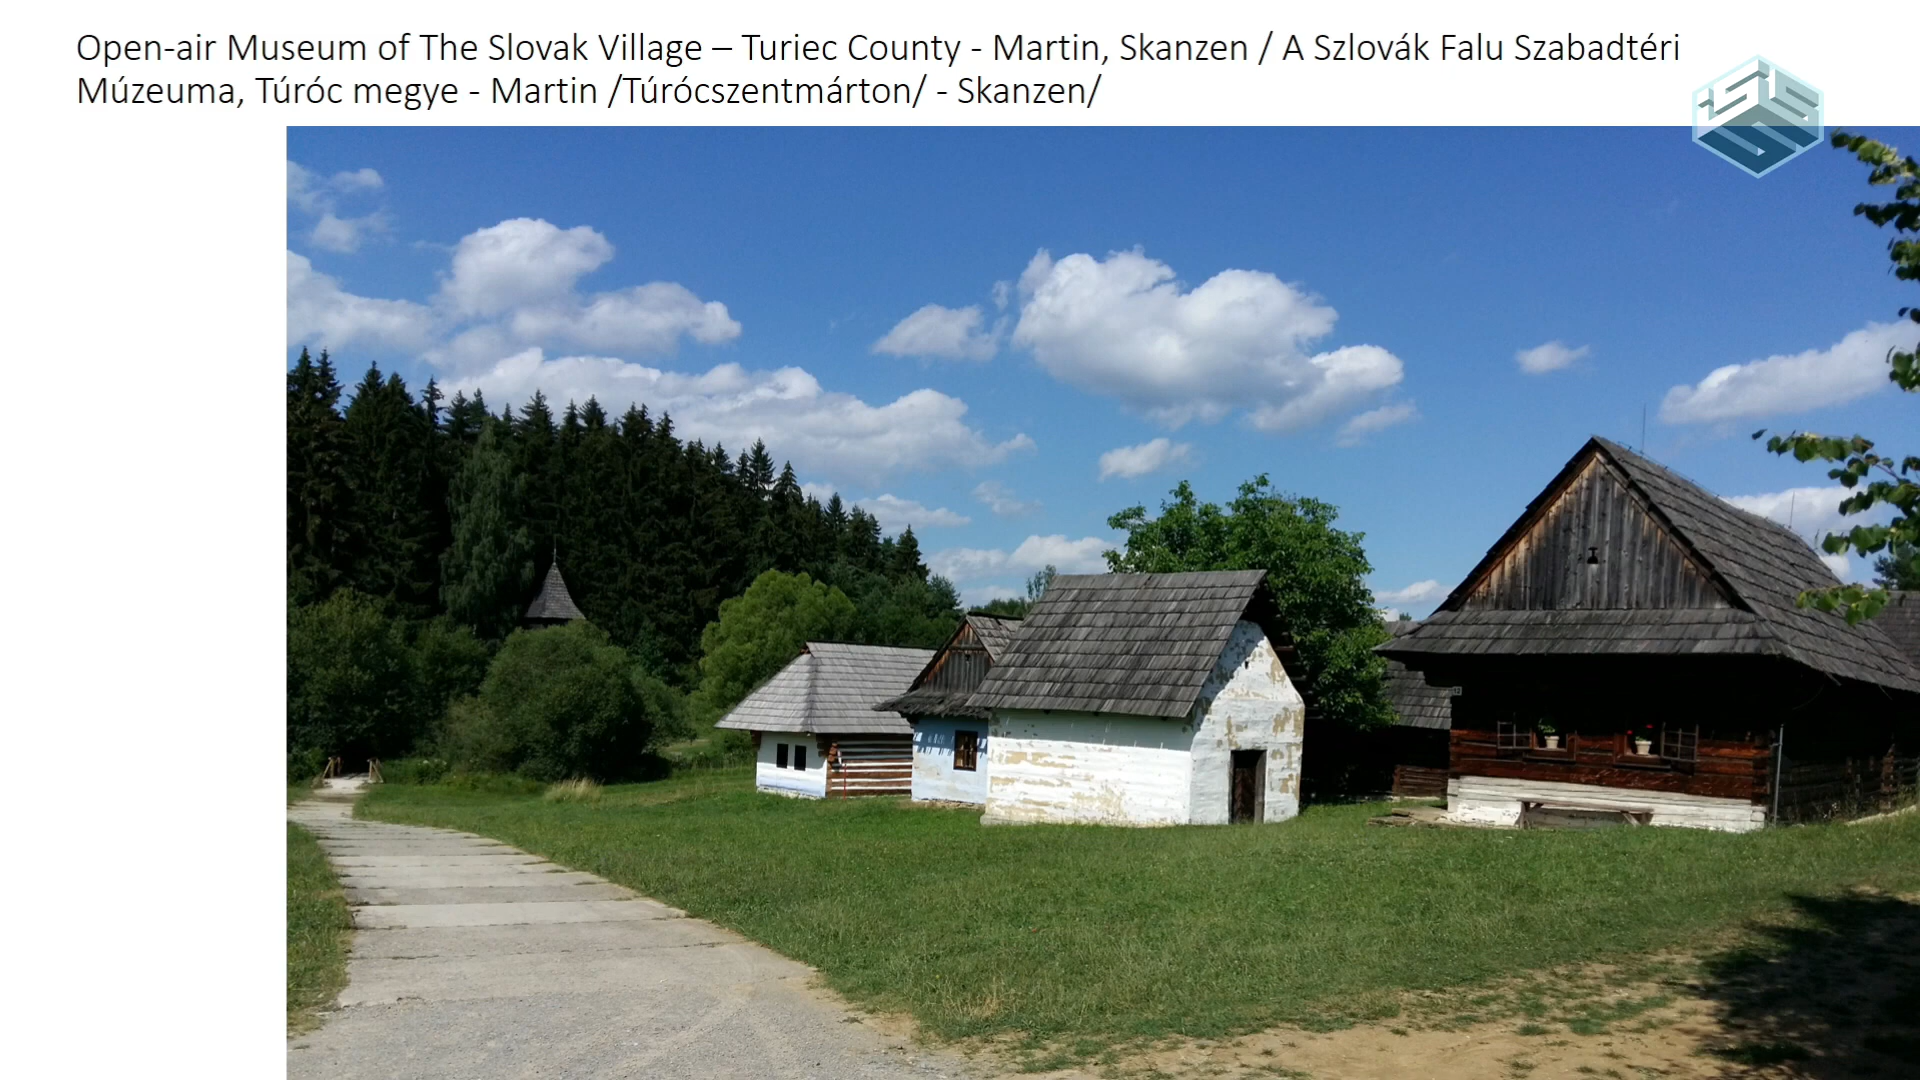 Open-air Museum of The Slovak Village – Turiec County - Martin, Skanzen / A Szlovák Falu Szabadtéri
Múzeuma, Túróc megye - Martin /Túrócszentmárton/ - Skanzen/